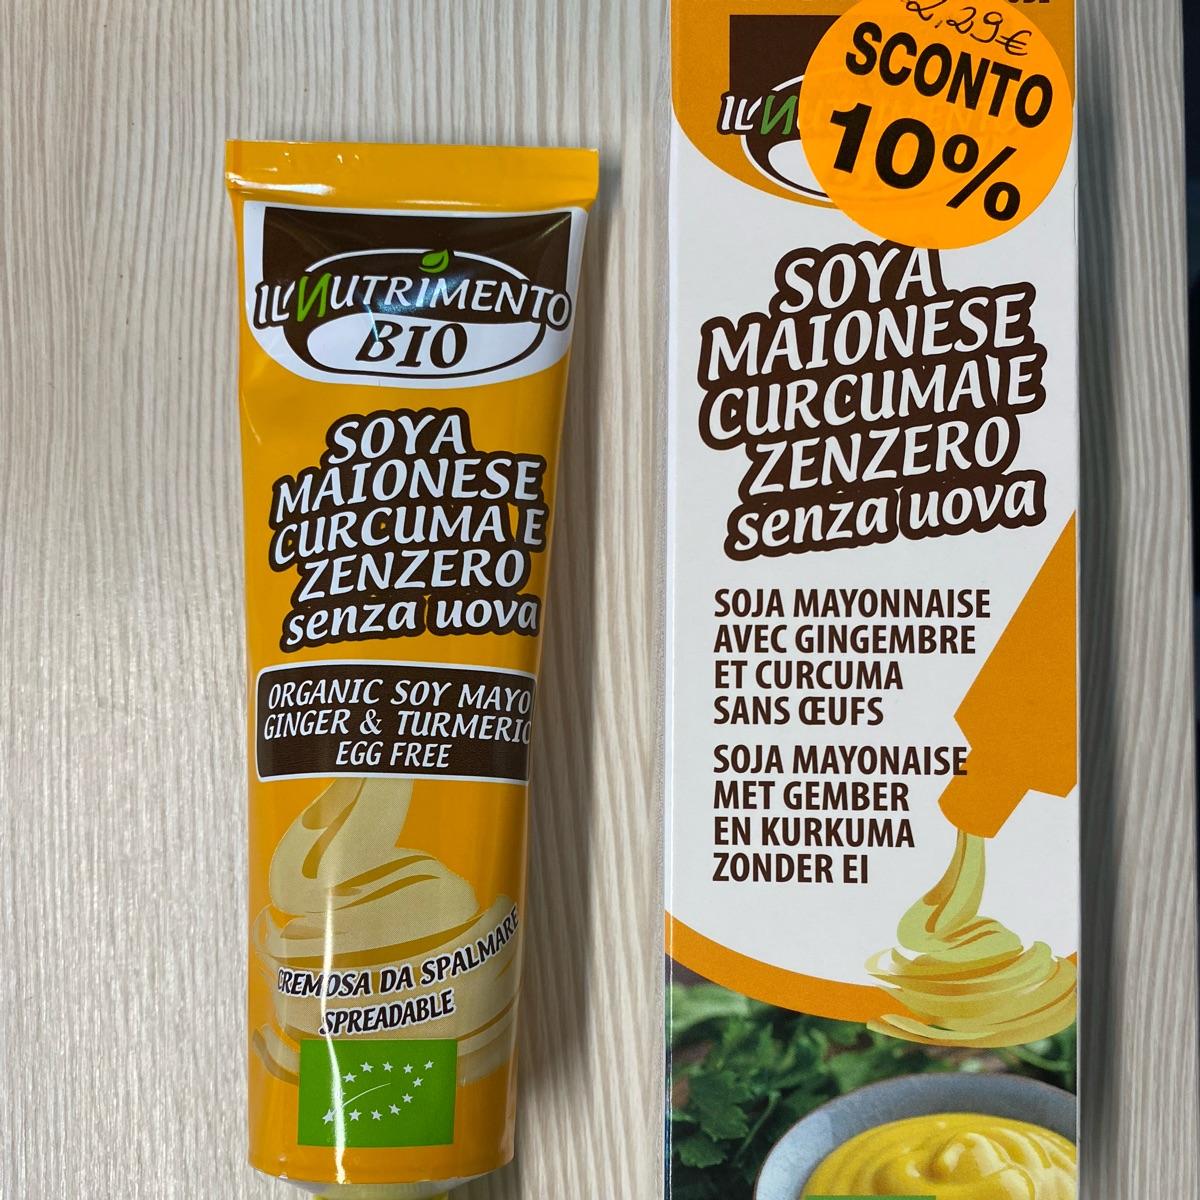 IL NUTRIMENTO
BIO
SOYA
MAIONESE
CURCUMA E
ZENZERO
senza uova
ORGANIC SOY MAYO
GINGER & TURMERIC
EGG FREE
CREMOSA DA SPALMARE
SPREADABLE
2,29€
SCONTO
10%
IL N
SOYA
MAIONESE
CURCUMA E
ZENZERO
senza uova
SOJA MAYONNAISE
AVEC GINGEMBRE
ET CURCUMA
SANS ŒUFS
SOJA MAYONAISE
MET GEMBER
EN KURKUMA
ZONDER EI